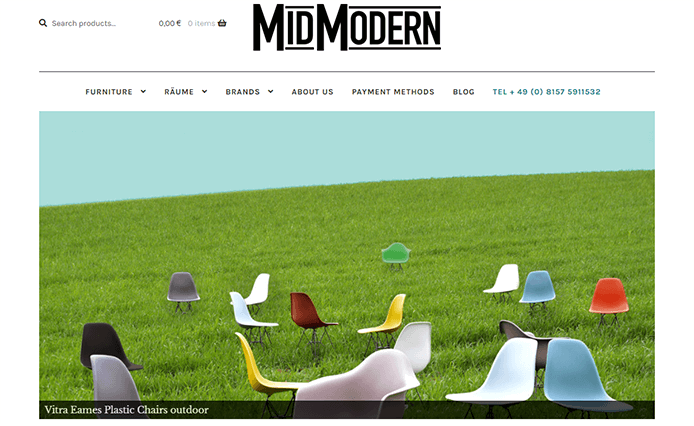 Search products…
0,00 € 0 items
MIDMODERN
FURNITURE RÄUME BRANDS ABOUT US PAYMENT METHODS BLOG TEL + 49 (0) 8157 5911532
Vitra Eames Plastic Chairs outdoor